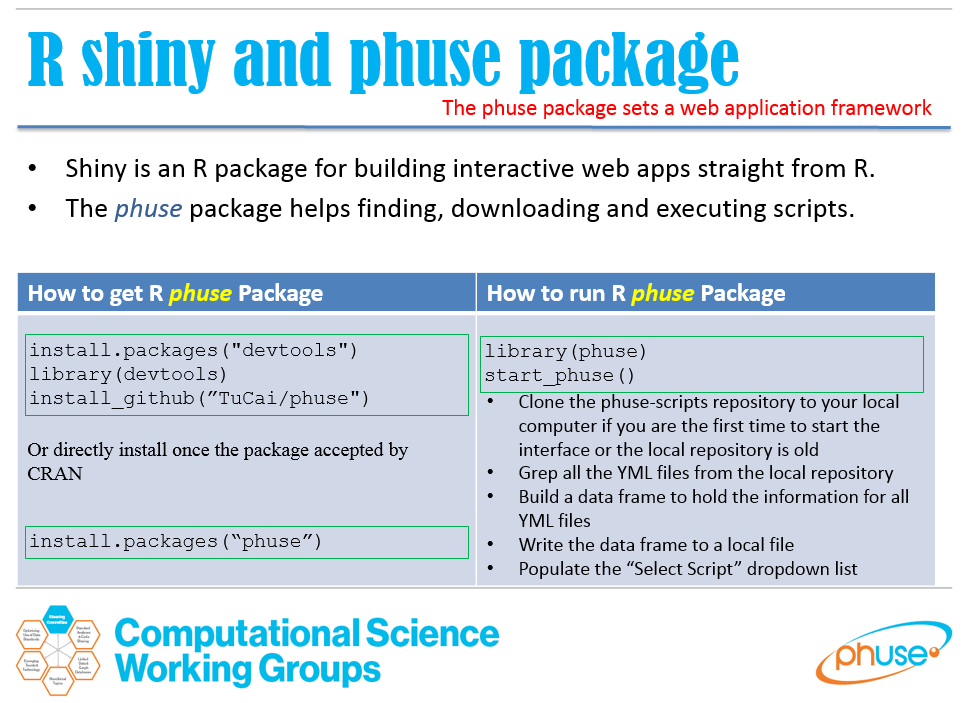 R shiny and phuse package
The phuse package sets a web application framework
• Shiny is an R package for building interactive web apps straight from R.
• The phuse package helps finding, downloading and executing scripts.
How to get R phuse Package
install.packages("devtools")
library(devtools)
install_github(”TuCai/phuse")
Or directly install once the package accepted by
CRAN
install.packages(“phuse”)
How to run R phuse Package
library(phuse)
start_phuse()
• Clone the phuse-scripts repository to your local
computer if you are the first time to start the
interface or the local repository is old
• Grep all the YML files from the local repository
• Build a data frame to hold the information for all
YML files
• Write the data frame to a local file
• Populate the “Select Script” dropdown list
Steering
Committee
Computational Science
Working Groups
phuse